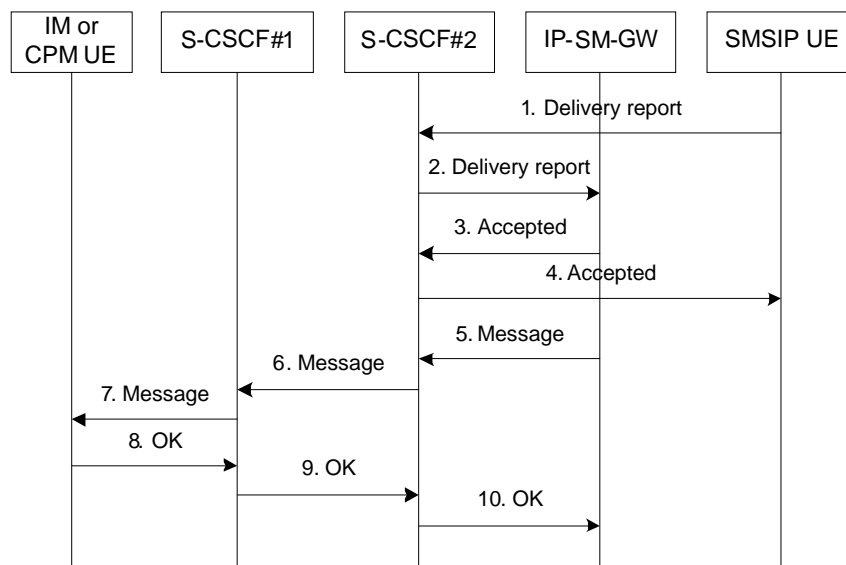 IM or
CPM UE
S-CSCF#1
S-CSCF#2
IP-SM-GW
SMSIP UE
1. Delivery report
2. Delivery report
3. Accepted
4. Accepted
5. Message
6. Message
7. Message
8. OK
9. OK
10. OK